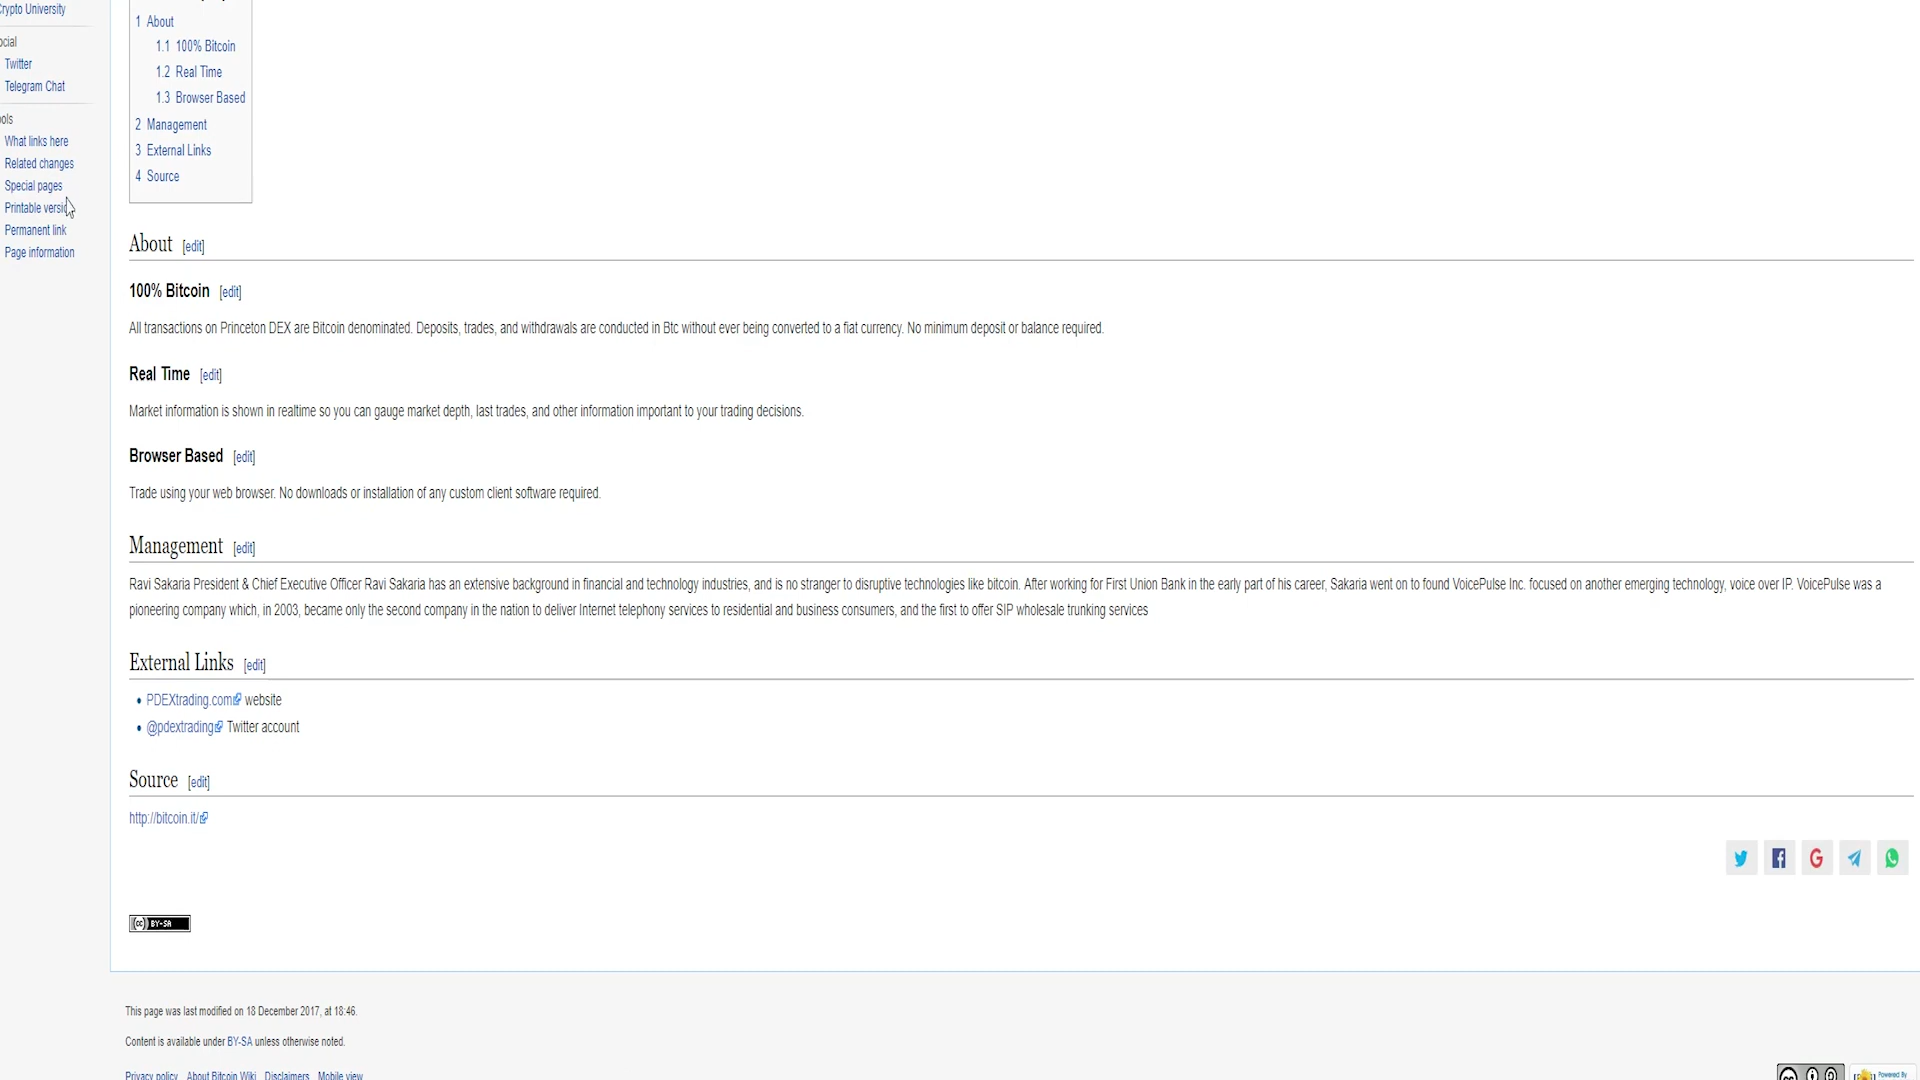 Crypto University
1 About
1.1 100% Bitcoin
Twitter
1.2 Real Time
Telegram Chat
1.3 Browser Based
2 Management
What links here
3 External Links
Related changes
4 Source
Special pages
Printable
Permanent link
Page information
About [edit]
100% Bitcoin [edit]
All transactions on Princeton DEX are Bitcoin denominated. Deposits, trades, and withdrawals are conducted in Btc without ever being converted to a fiat currency. No minimum deposit or balance required.
Real Time [edit]
Market information is shown in realtime so you can gauge market depth, last trades, and other information important to your trading decisions.
Browser Based [edit]
Trade using your web browser. No downloads or installation of any custom client software required.
Management [edit]
Ravi Sakaria President & Chief Executive Officer Ravi Sakaria has an extensive background in financial and technology industries, and is no stranger to disruptive technologies like bitcoin. After working for First Union Bank in the early part of his career, Sakaria went on to found VoicePulse Inc. focused on another emerging technology, voice over IP. VoicePulse was a
pioneering company which, in 2003, became only the second company in the nation to deliver Internet telephony services to residential and business consumers, and the first to offer SIP wholesale trunking services
External Links [edit]
• PDEXtrading.com website
• @pdextrading Twitter account
Source [edit]
http://bitcoin.it/
(cc) BY-SA
This page was last modified on 18 December 2017, at 18:46.
Content is available under BY-SA unless otherwise noted.
Privacy policy About Bitcoin Wiki Disclaimers Mobile view
Powered By